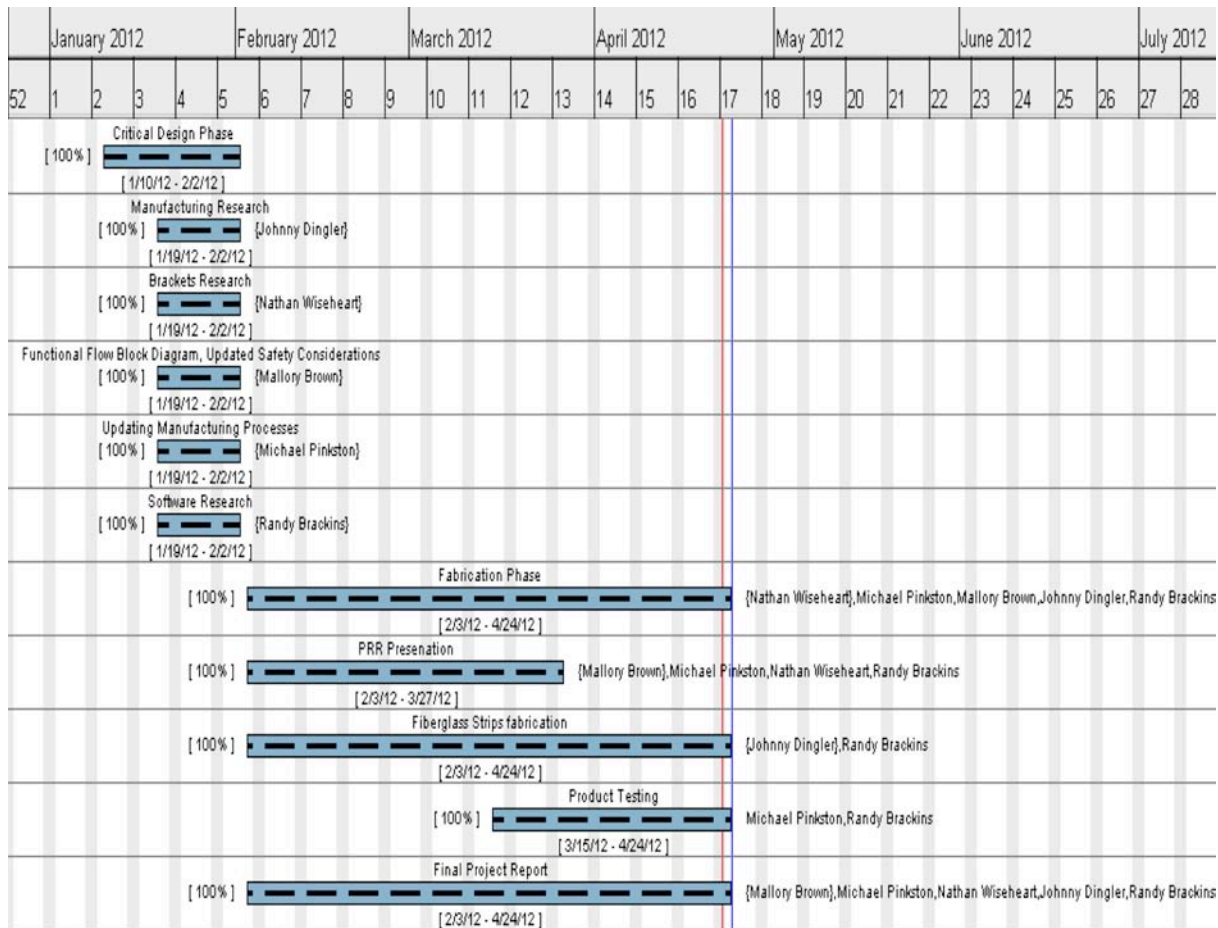 January 2012 February 2012 March 2012 April 2012 May 2012 June 2012 July 2012
52 1 2 3 4 5 6 7 8 9 10 11 12 13 14 15 16 17 18 19 20 21 22 23 24 25 26 27 28
Critical Design Phase
[ 100% ]
[ 1/10/12 - 2/2/12 ]
Manufacturing Research
[ 100% ] {Johnny Dingler}
[ 1/19/12 - 2/2/12 ]
Brackets Research
[ 100% ] {Nathan Wiseheart}
[ 1/19/12 - 2/2/12 ]
Functional Flow Block Diagram, Updated Safety Considerations
[ 100% ] {Mallory Brown}
[ 1/19/12 - 2/2/12 ]
Updating Manufacturing Processes
[ 100% ] {Michael Pinkston}
[ 1/19/12 - 2/2/12 ]
Software Research
[ 100% ] {Randy Brackins}
[ 1/19/12 - 2/2/12 ]
Fabrication Phase
[ 100% ] {Nathan Wiseheart},Michael Pinkston,Mallory Brown,Johnny Dingler,Randy Brackins
[ 2/3/12 - 4/24/12 ]
PRR Presenation
[ 100% ] {Mallory Brown},Michael Pinkston,Nathan Wiseheart,Randy Brackins
[ 2/3/12 - 3/27/12 ]
Fiberglass Strips fabrication
[ 100% ] {Johnny Dingler},Randy Brackins
[ 2/3/12 - 4/24/12 ]
Product Testing
[ 100% ] Michael Pinkston,Randy Brackins
[ 3/15/12 - 4/24/12 ]
Final Project Report
[ 100% ] {Mallory Brown},Michael Pinkston,Nathan Wiseheart,Johnny Dingler,Randy Brackins
[ 2/3/12 - 4/24/12 ]